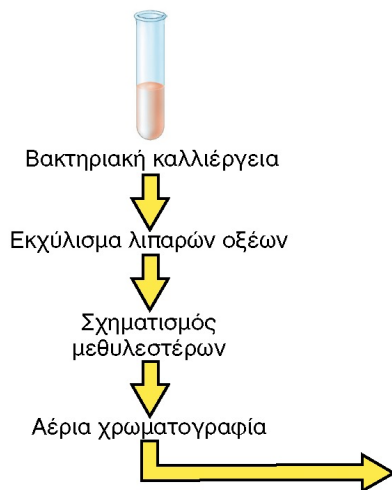 Βακτηριακή καλλιέργεια
Εκχύλισμα λιπαρών οξέων
Σχηματισμός
μεθυλεστέρων
Αέρια χρωματογραφία